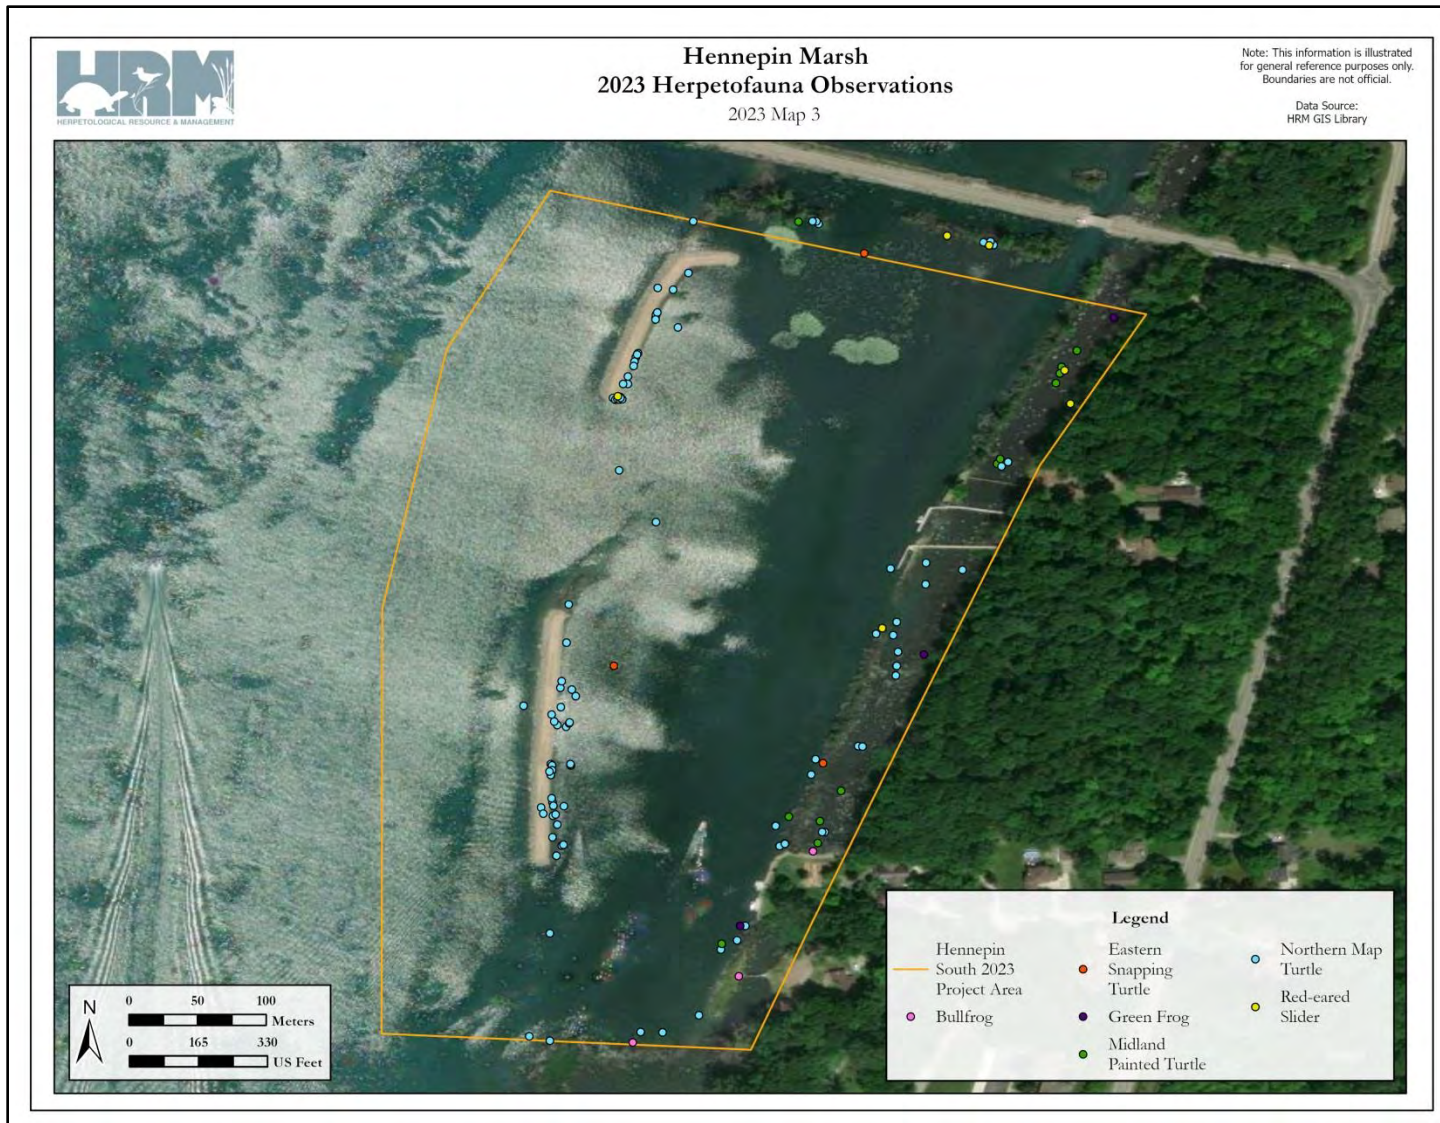 HRM
HERPETOLOGICAL RESOURCE & MANAGEMENT
Hennepin Marsh
2023 Herpetofauna Observations
2023 Map 3
Note: This information is illustrated
for general reference purposes only.
Boundaries are not official.
Data Source:
HRM GIS Library
N
0 50 100
Meters
0 165 330
US Feet
Legend
Hennepin
South 2023
Project Area
Bullfrog
Eastern
Snapping
Turtle
Green Frog
Midland
Painted Turtle
Northern Map
Turtle
Red-eared
Slider